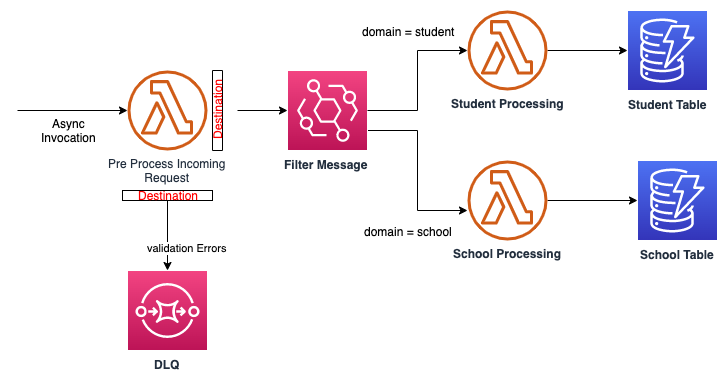 domain = student
Student Processing
Student Table
Async
Invocation
Destination
Pre Process Incoming
Request
Destination
Filter Message
domain = school
School Processing
School Table
validation Errors
DLQ